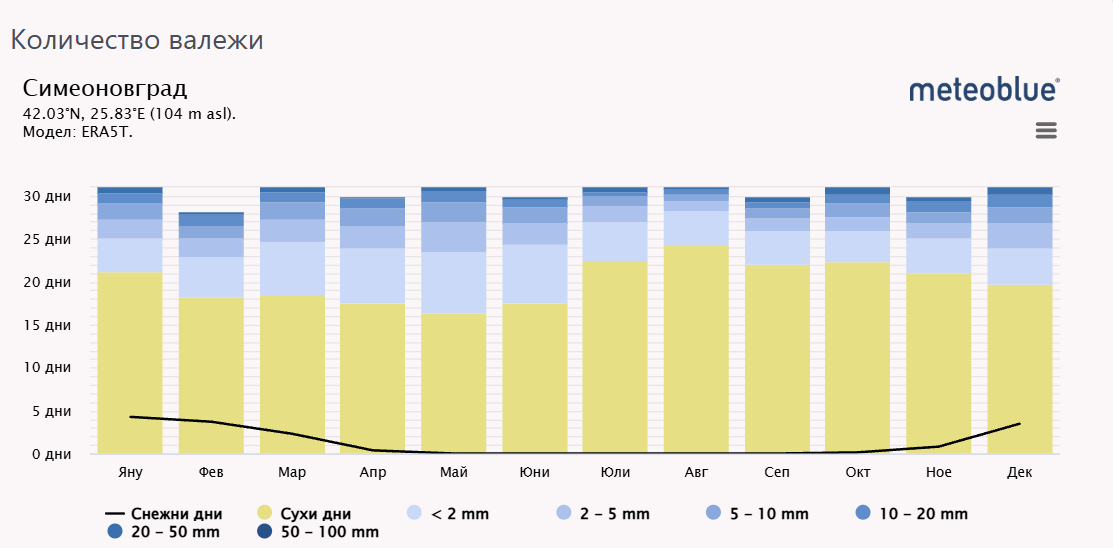 Количество валежи
Симеоновград
meteoblue®
42.03°N, 25.83°E (104 m asl).
Модел: ERA5T.
30 дни
25 дни
20 дни
15 дни
10 дни
5 дни
0 дни
Яну Фев Мар Апр Май Юни Юли Авг Сеп Окт Ное Дек
Снежни дни Сухи дни < 2 mm 2 – 5 mm 5 – 10 mm 10 – 20 mm
20 – 50 mm 50 – 100 mm